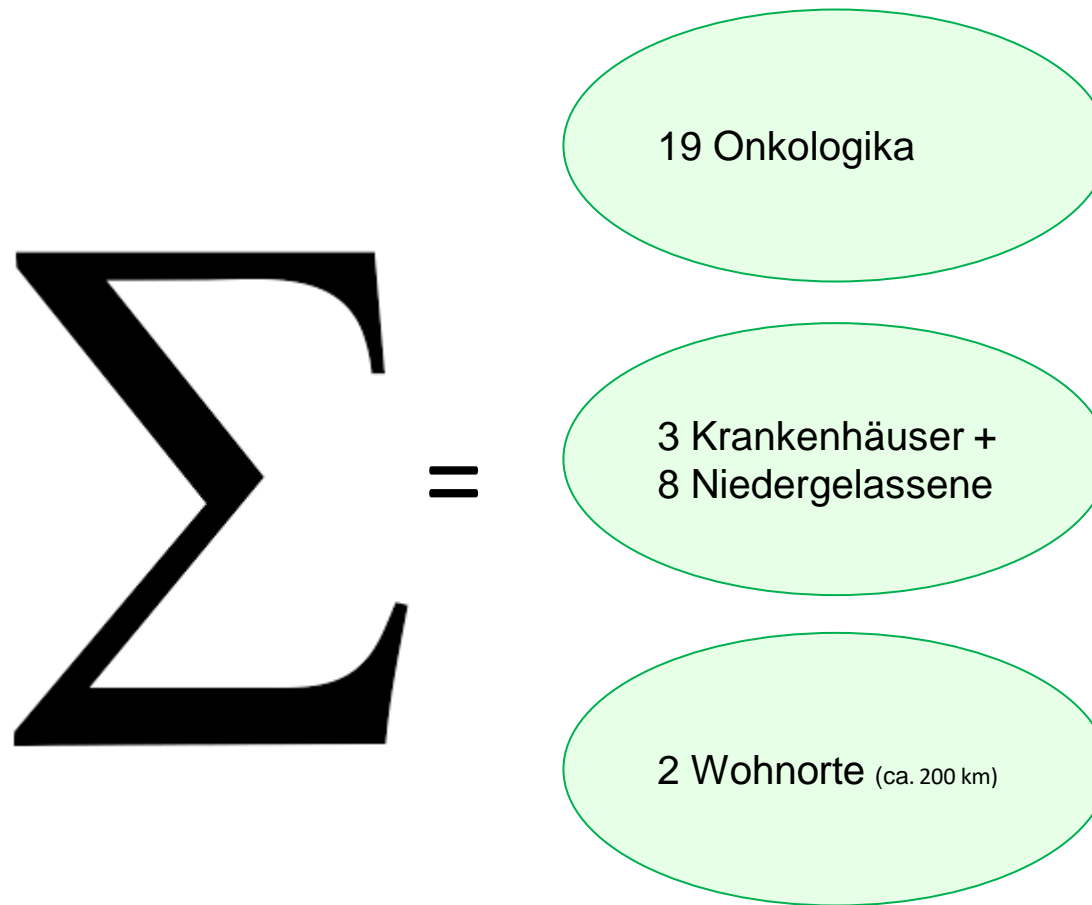 19 Onkologika
∑ =
3 Krankenhäuser +
8 Niedergelassene
2 Wohnorte (ca. 200 km)